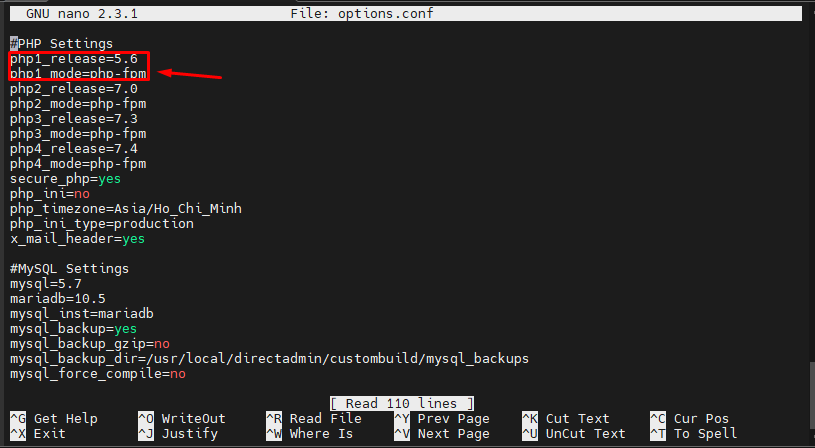 GNU nano 2.3.1 File: options.conf
#PHP Settings
php1_release=5.6
php1_mode=php-fpm
php2_release=7.0
php2_mode=php-fpm
php3_release=7.3
php3_mode=php-fpm
php4_release=7.4
php4_mode=php-fpm
secure_php=yes
php_ini=no
php_timezone=Asia/Ho_Chi_Minh
php_ini_type=production
x_mail_header=yes
#MySQL Settings
mysql=5.7
mariadb=10.5
mysql_inst=mariadb
mysql_backup=yes
mysql_backup_gzip=no
mysql_backup_dir=/usr/local/directadmin/custombuild/mysql_backups
mysql_force_compile=no
[ Read 110 lines ]
^G Get Help ^O WriteOut ^R Read File ^Y Prev Page ^K Cut Text ^C Cur Pos
^X Exit ^J Justify ^W Where Is ^V Next Page ^U UnCut Text ^T To Spell